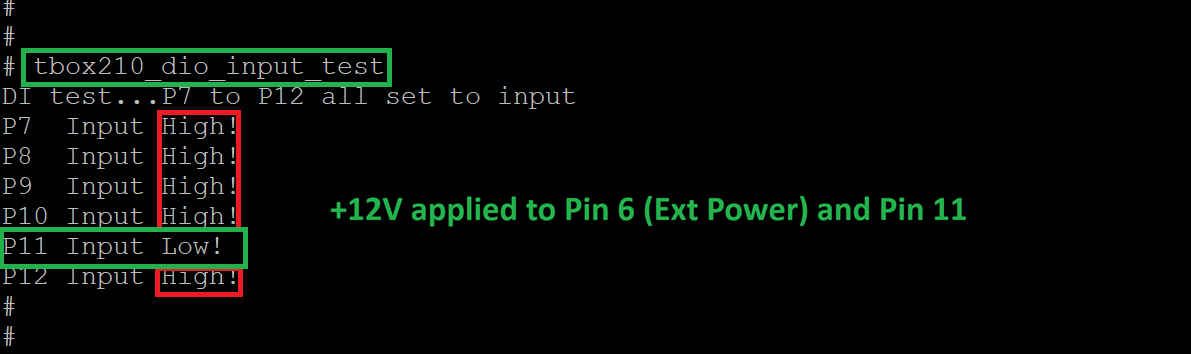 #
#
# tbox210_dio_input_test
DI test...P7 to P12 all set to input
P7 Input High!
P8 Input High!
P9 Input High!
P10 Input High!
+12V applied to Pin 6 (Ext Power) and Pin 11
P11 Input Low!
P12 Input High!
#
#